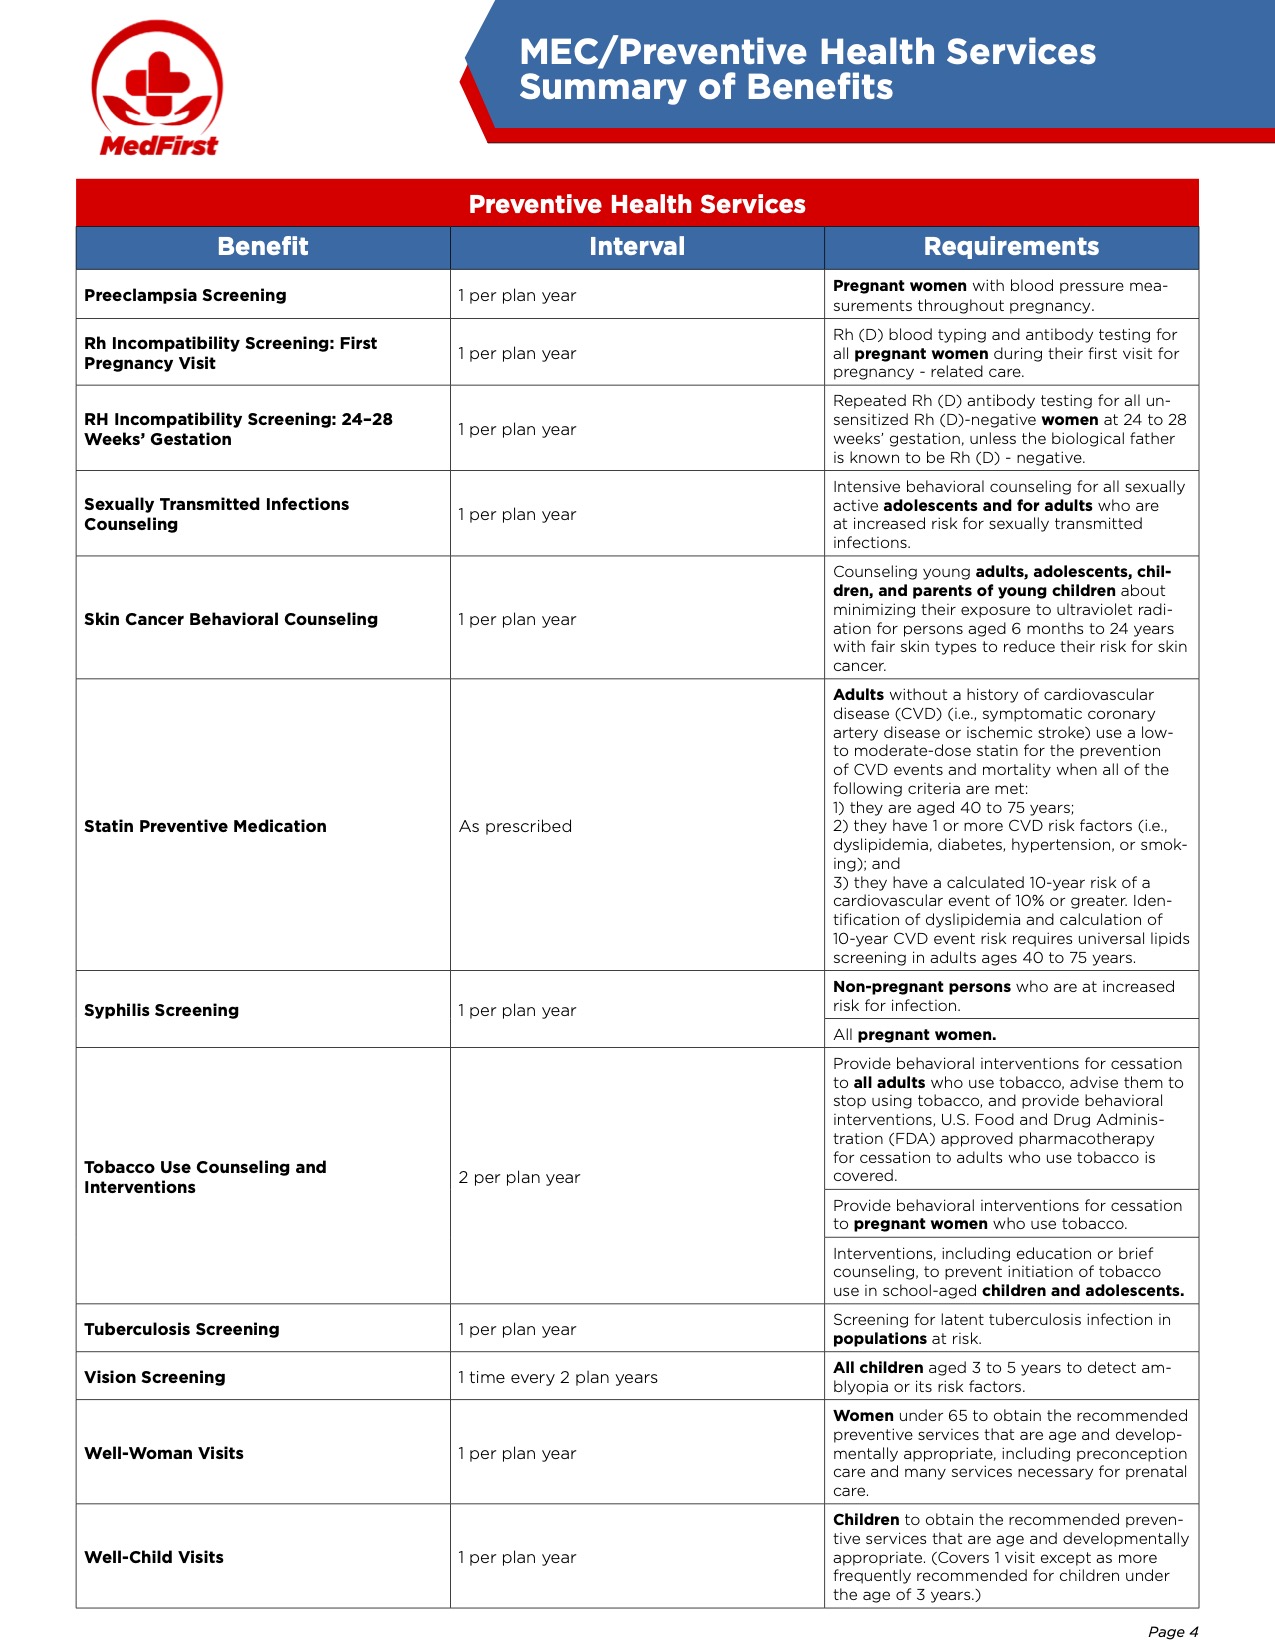 MedFirst
MEC/Preventive Health Services
Summary of Benefits
Preventive Health Services
Benefit
Interval
Requirements
Preeclampsia Screening
1 per plan year
Pregnant women with blood pressure mea-
surements throughout pregnancy.
Rh Incompatibility Screening: First
Pregnancy Visit
1 per plan year
Rh (D) blood typing and antibody testing for
all pregnant women during their first visit for
pregnancy - related care.
RH Incompatibility Screening: 24–28
Weeks’ Gestation
1 per plan year
Repeated Rh (D) antibody testing for all un-
sensitized Rh (D)-negative women at 24 to 28
weeks’ gestation, unless the biological father
is known to be Rh (D) - negative.
Sexually Transmitted Infections
Counseling
1 per plan year
Intensive behavioral counseling for all sexually
active adolescents and for adults who are
at increased risk for sexually transmitted
infections.
Skin Cancer Behavioral Counseling
1 per plan year
Counseling young adults, adolescents, chil-
dren, and parents of young children about
minimizing their exposure to ultraviolet radi-
ation for persons aged 6 months to 24 years
with fair skin types to reduce their risk for skin
cancer.
Statin Preventive Medication
As prescribed
Adults without a history of cardiovascular
disease (CVD) (i.e., symptomatic coronary
artery disease or ischemic stroke) use a low-
to moderate-dose statin for the prevention
of CVD events and mortality when all of the
following criteria are met:
1) they are aged 40 to 75 years;
2) they have 1 or more CVD risk factors (i.e.,
dyslipidemia, diabetes, hypertension, or smok-
ing); and
3) they have a calculated 10-year risk of a
cardiovascular event of 10% or greater. Iden-
tification of dyslipidemia and calculation of
10-year CVD event risk requires universal lipids
screening in adults ages 40 to 75 years.
Syphilis Screening
1 per plan year
Non-pregnant persons who are at increased
risk for infection.
All pregnant women.
Tobacco Use Counseling and
Interventions
2 per plan year
Provide behavioral interventions for cessation
to all adults who use tobacco, advise them to
stop using tobacco, and provide behavioral
interventions, U.S. Food and Drug Adminis-
tration (FDA) approved pharmacotherapy
for cessation to adults who use tobacco is
covered.
Provide behavioral interventions for cessation
to pregnant women who use tobacco.
Interventions, including education or brief
counseling, to prevent initiation of tobacco
use in school-aged children and adolescents.
Tuberculosis Screening
1 per plan year
Screening for latent tuberculosis infection in
populations at risk.
Vision Screening
1 time every 2 plan years
All children aged 3 to 5 years to detect am-
blyopia or its risk factors.
Well-Woman Visits
1 per plan year
Women under 65 to obtain the recommended
preventive services that are age and develop-
mentally appropriate, including preconception
care and many services necessary for prenatal
care.
Well-Child Visits
1 per plan year
Children to obtain the recommended preven-
tive services that are age and developmentally
appropriate. (Covers 1 visit except as more
frequently recommended for children under
the age of 3 years.)
Page 4